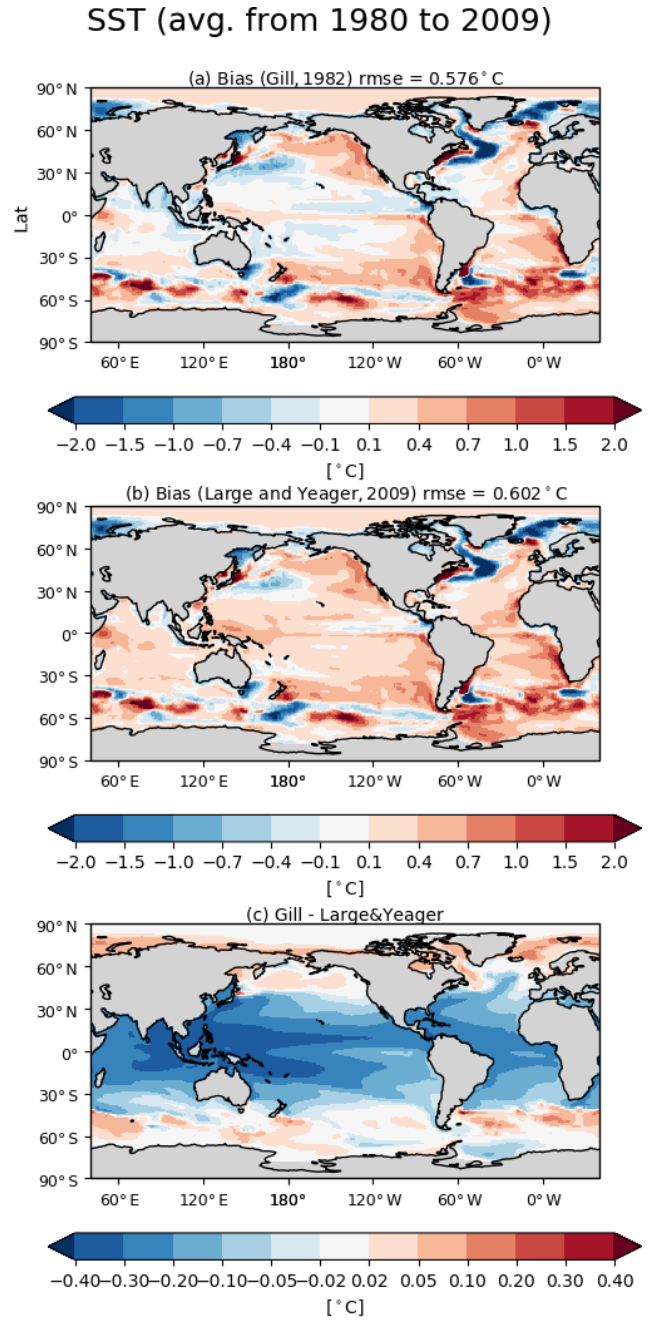 SST (avg. from 1980 to 2009)
(a) Bias (Gill, 1982) rmse = 0.576°C
90°N
60°N
30°N
0°
30°S
60°S
90°S
Lat
60°E 120°E 180° 120°W 60°W 0°W
−2.0 −1.5 −1.0 −0.7 −0.4 −0.1 0.1 0.4 0.7 1.0 1.5 2.0
[°C]
(b) Bias (Large and Yeager, 2009) rmse = 0.602°C
90°N
60°N
30°N
0°
30°S
60°S
90°S
60°E 120°E 180° 120°W 60°W 0°W
−2.0 −1.5 −1.0 −0.7 −0.4 −0.1 0.1 0.4 0.7 1.0 1.5 2.0
[°C]
(c) Gill - Large&Yeager
90°N
60°N
30°N
0°
30°S
60°S
90°S
60°E 120°E 180° 120°W 60°W 0°W
−0.40 −0.30 −0.20 −0.10 −0.05 −0.02 0.02 0.05 0.10 0.20 0.30 0.40
[°C]